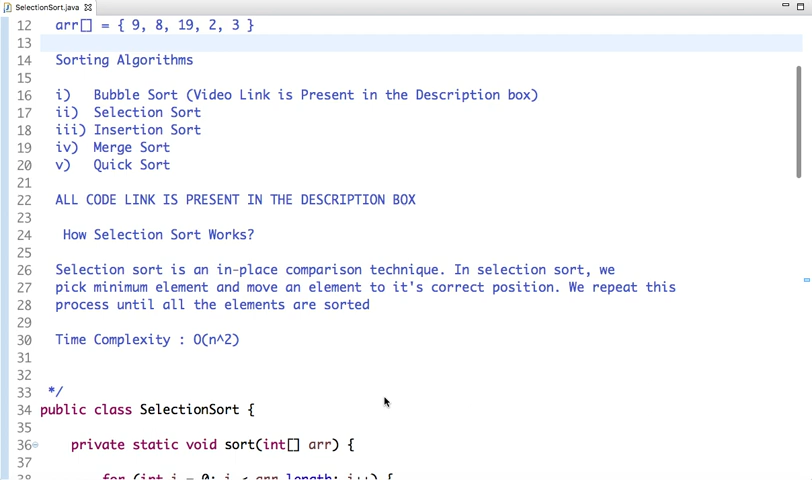 SelectionSort.java
12 arr[] = { 9, 8, 19, 2, 3 }
13
14 Sorting Algorithms
15
16 i) Bubble Sort (Video Link is Present in the Description box)
17 ii) Selection Sort
18 iii) Insertion Sort
19 iv) Merge Sort
20 v) Quick Sort
21
22 ALL CODE LINK IS PRESENT IN THE DESCRIPTION BOX
23
24 How Selection Sort Works?
25
26 Selection sort is an in-place comparison technique. In selection sort, we
27 pick minimum element and move an element to it's correct position. We repeat this
28 process until all the elements are sorted
29
30 Time Complexity : O(n^2)
31
32
33 */
34 public class SelectionSort {
35
36 private static void sort(int[] arr) {
37
38 for (int i = 0; i < arr.length; i++) {